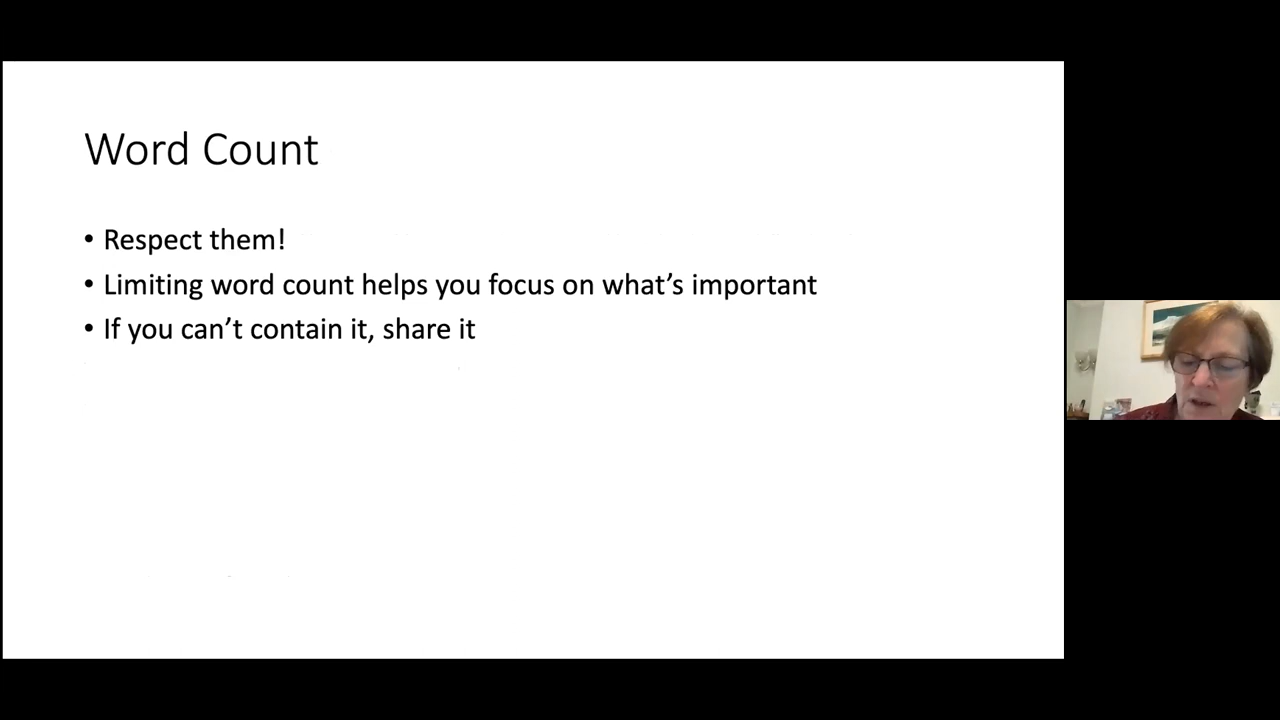 Word Count
• Respect them!
• Limiting word count helps you focus on what’s important
• If you can’t contain it, share it